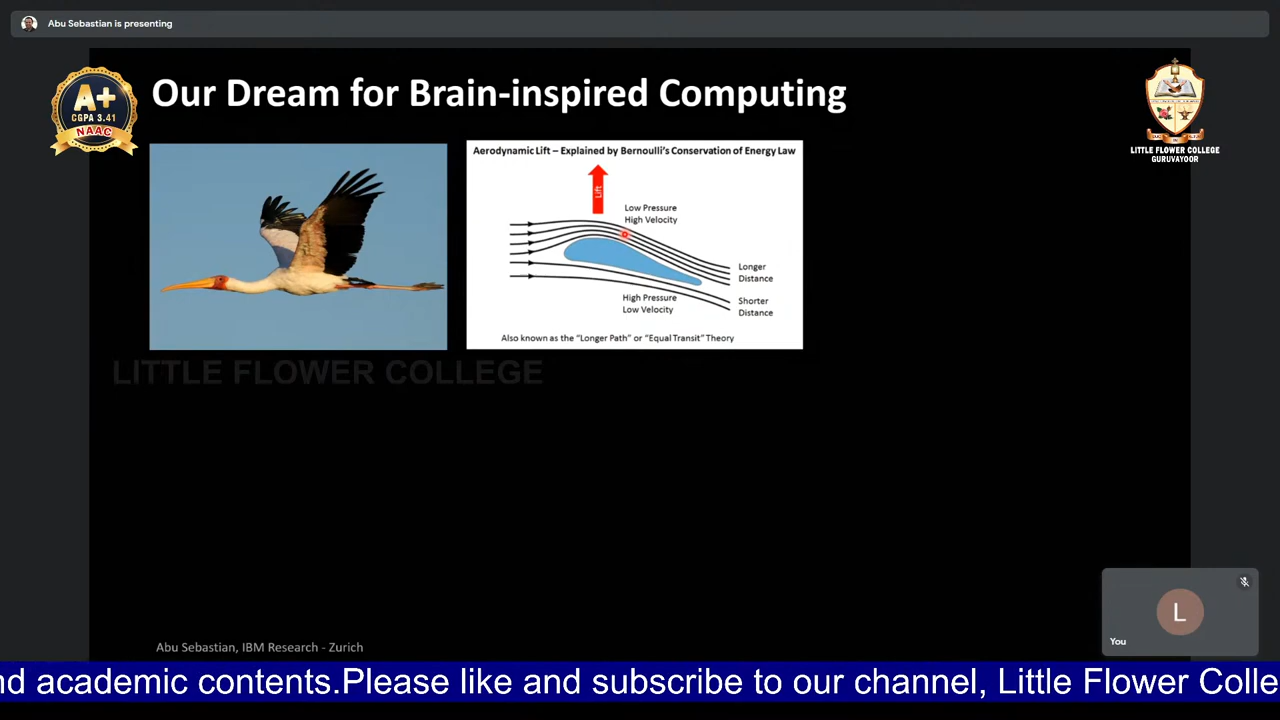 Abu Sebastian is presenting
Our Dream for Brain-inspired Computing
A+
CGPA 3.41
NAAC
LITTLE FLOWER COLLEGE
GURUVAYOOR
Aerodynamic Lift – Explained by Bernoulli's Conservation of Energy Law
Lift
Low Pressure
High Velocity
Longer
Distance
High Pressure
Low Velocity
Shorter
Distance
Also known as the "Longer Path" or "Equal Transit" Theory
LITTLE FLOWER COLLEGE
L
You
Abu Sebastian, IBM Research - Zurich
nd academic contents.Please like and subscribe to our channel, Little Flower Colle